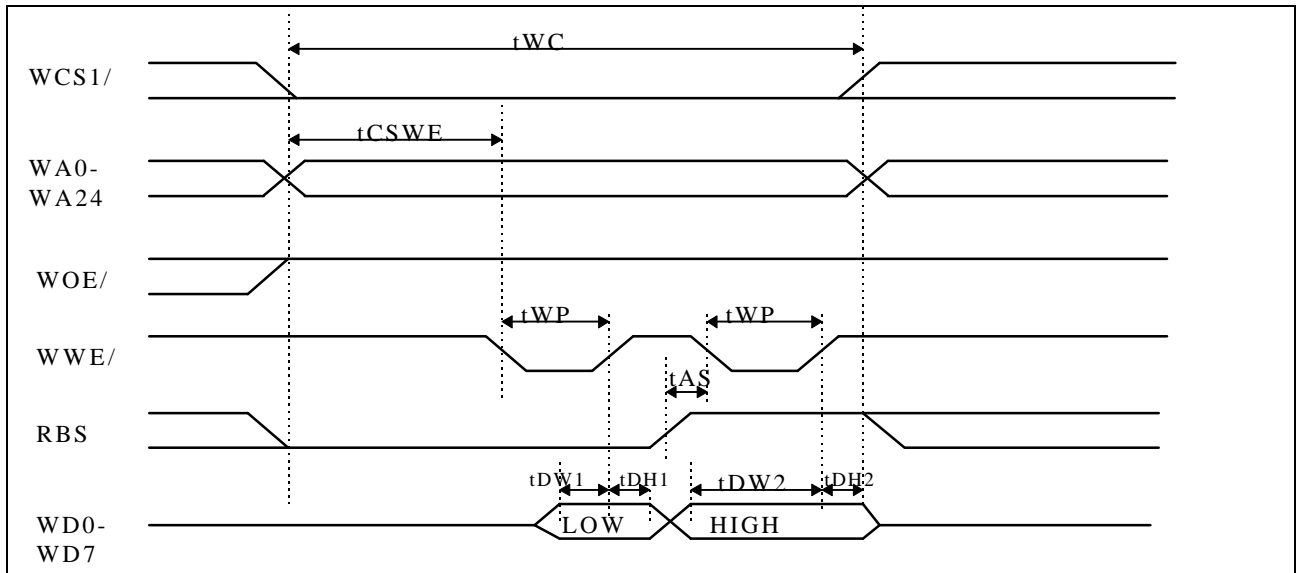 tWC
WCS1/
tCSWE
WA0-
WA24
WOE/
tWP tWP
WWE/
tAS
RBS
tDW1 tDH1 tDW2 tDH2
WD0-
WD7
LOW HIGH